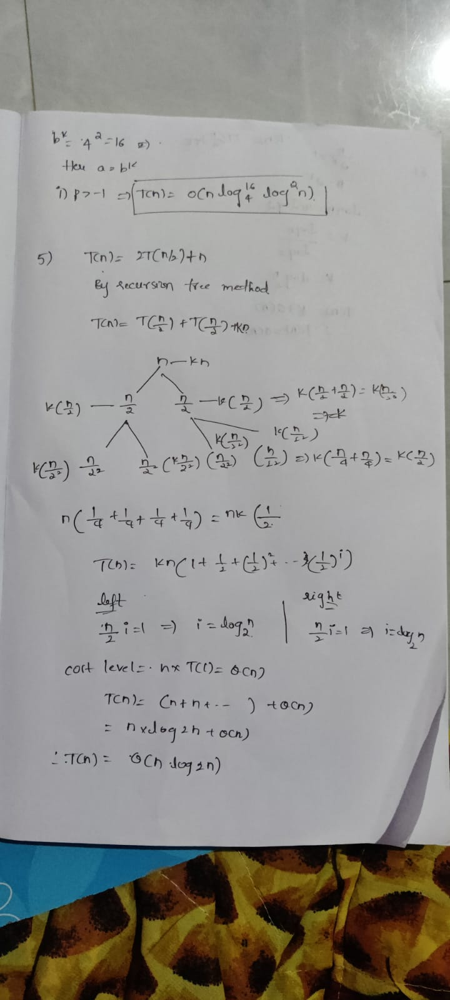 b^k = 4^2 = 16 ⇒).
Here a = b^k
i) P > -1 ⇒ T(n) = O(n log_4^16 log^2 n).
5) T(n) = 2T(n/2)+n
By recursion tree method
T(n) = T(n/2) + T(n/2) + Kn
n — kn
k(n/2) — n/2 n/2 — k(n/2) ⇒ K(n/2 + n/2) =
k(n/2^2) k(n/2^2)
k(n/2^2) n/2^2 n/2 (k n/2^2) (n/2^2) (n/2^2) ⇒ k(n/4 + n/4) = K(n/2)
n(1/4 + 1/4 + 1/4 + 1/4) = nk (1/2.
T(n) = kn(1 + 1/2 + (1/2)^2 + .. (1/2)^i)
left right
n/2 i=1 ⇒ i = log_2 n | n/2 i=1 ⇒ i=log_2 n
cost level = n x T(1) = θ(n)
T(n) = (n+n+.. ) + θ(n)
= n x log 2 n + θ(n)
∴ T(n) = θ(n log 2 n)